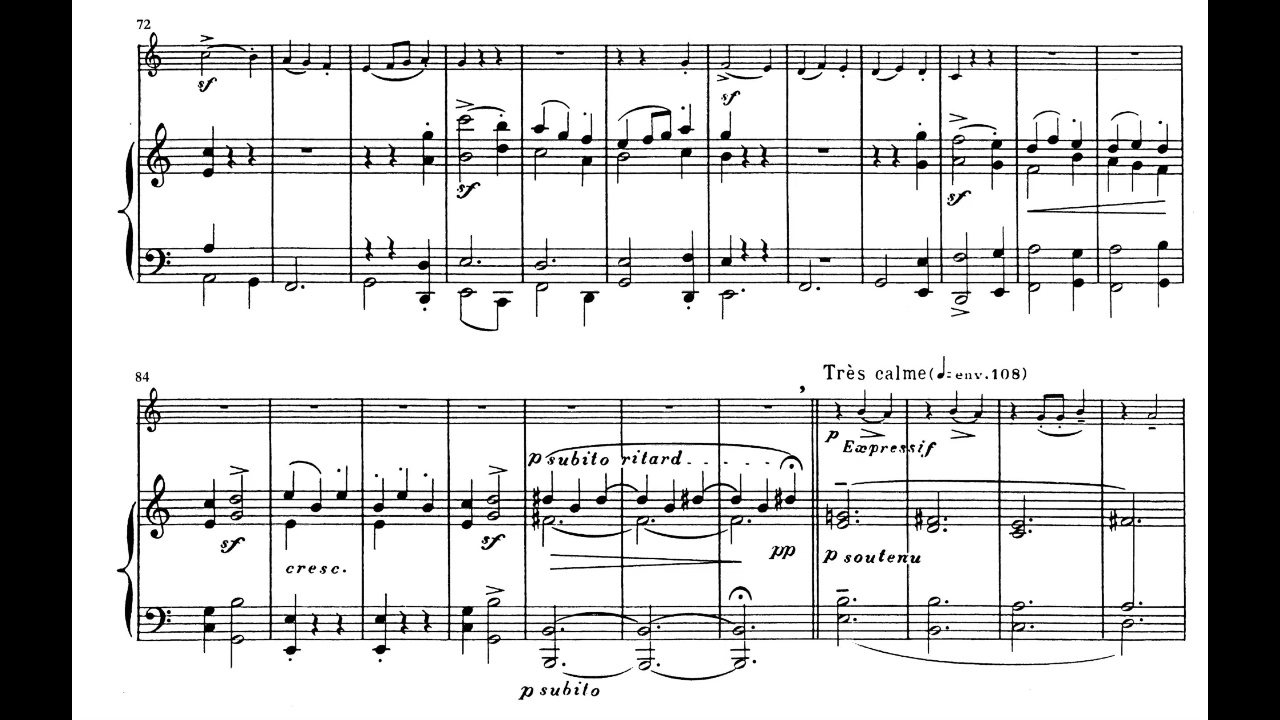 72
sf
sf
sf
sf
84
Très calme (♩= env. 108)
p subito ritard.
p
Expressif
sf
cresc.
sf
pp
p soutenu
p subito